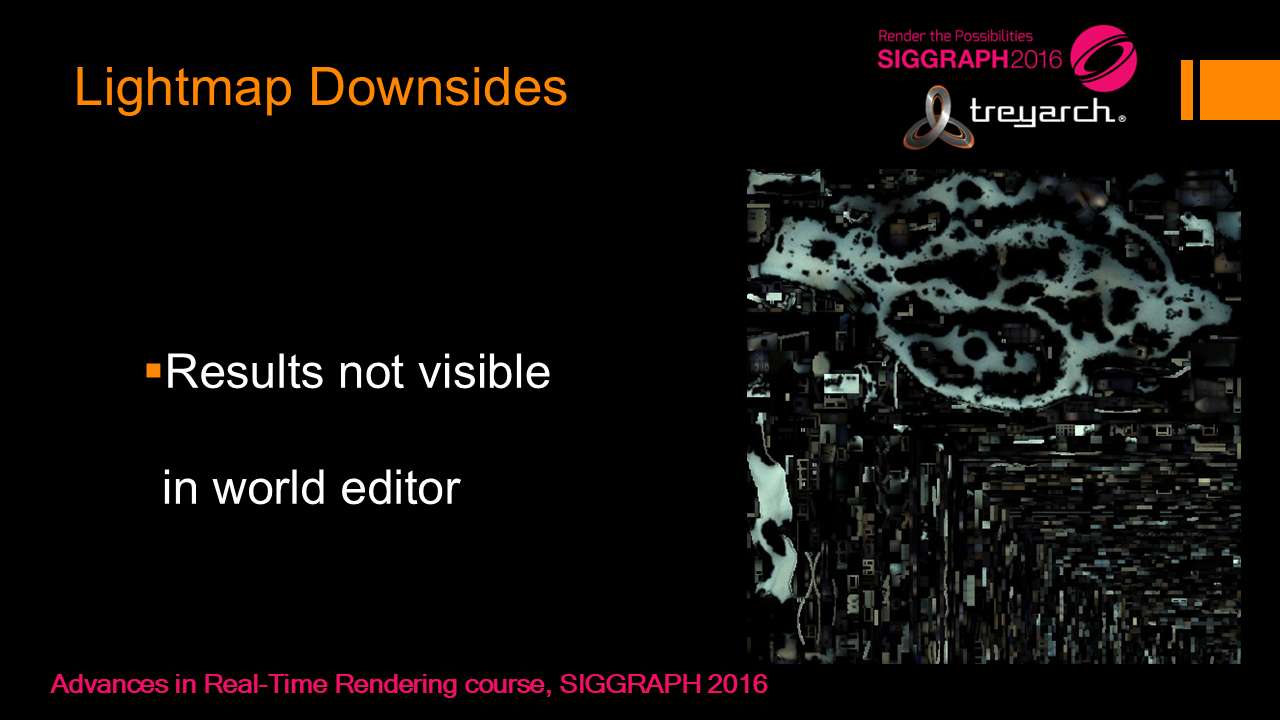 Render the Possibilities
SIGGRAPH2016
treyarch®
Lightmap Downsides
▪Results not visible
in world editor
Advances in Real-Time Rendering course, SIGGRAPH 2016